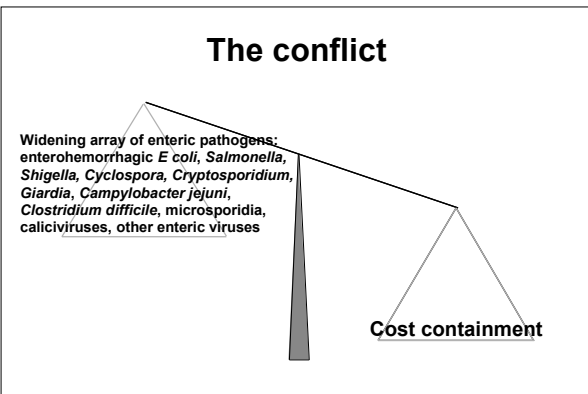 The conflict
Widening array of enteric pathogens:
enterohemorrhagic E coli, Salmonella,
Shigella, Cyclospora, Cryptosporidium,
Giardia, Campylobacter jejuni,
Clostridium difficile, microsporidia,
caliciviruses, other enteric viruses
Cost containment